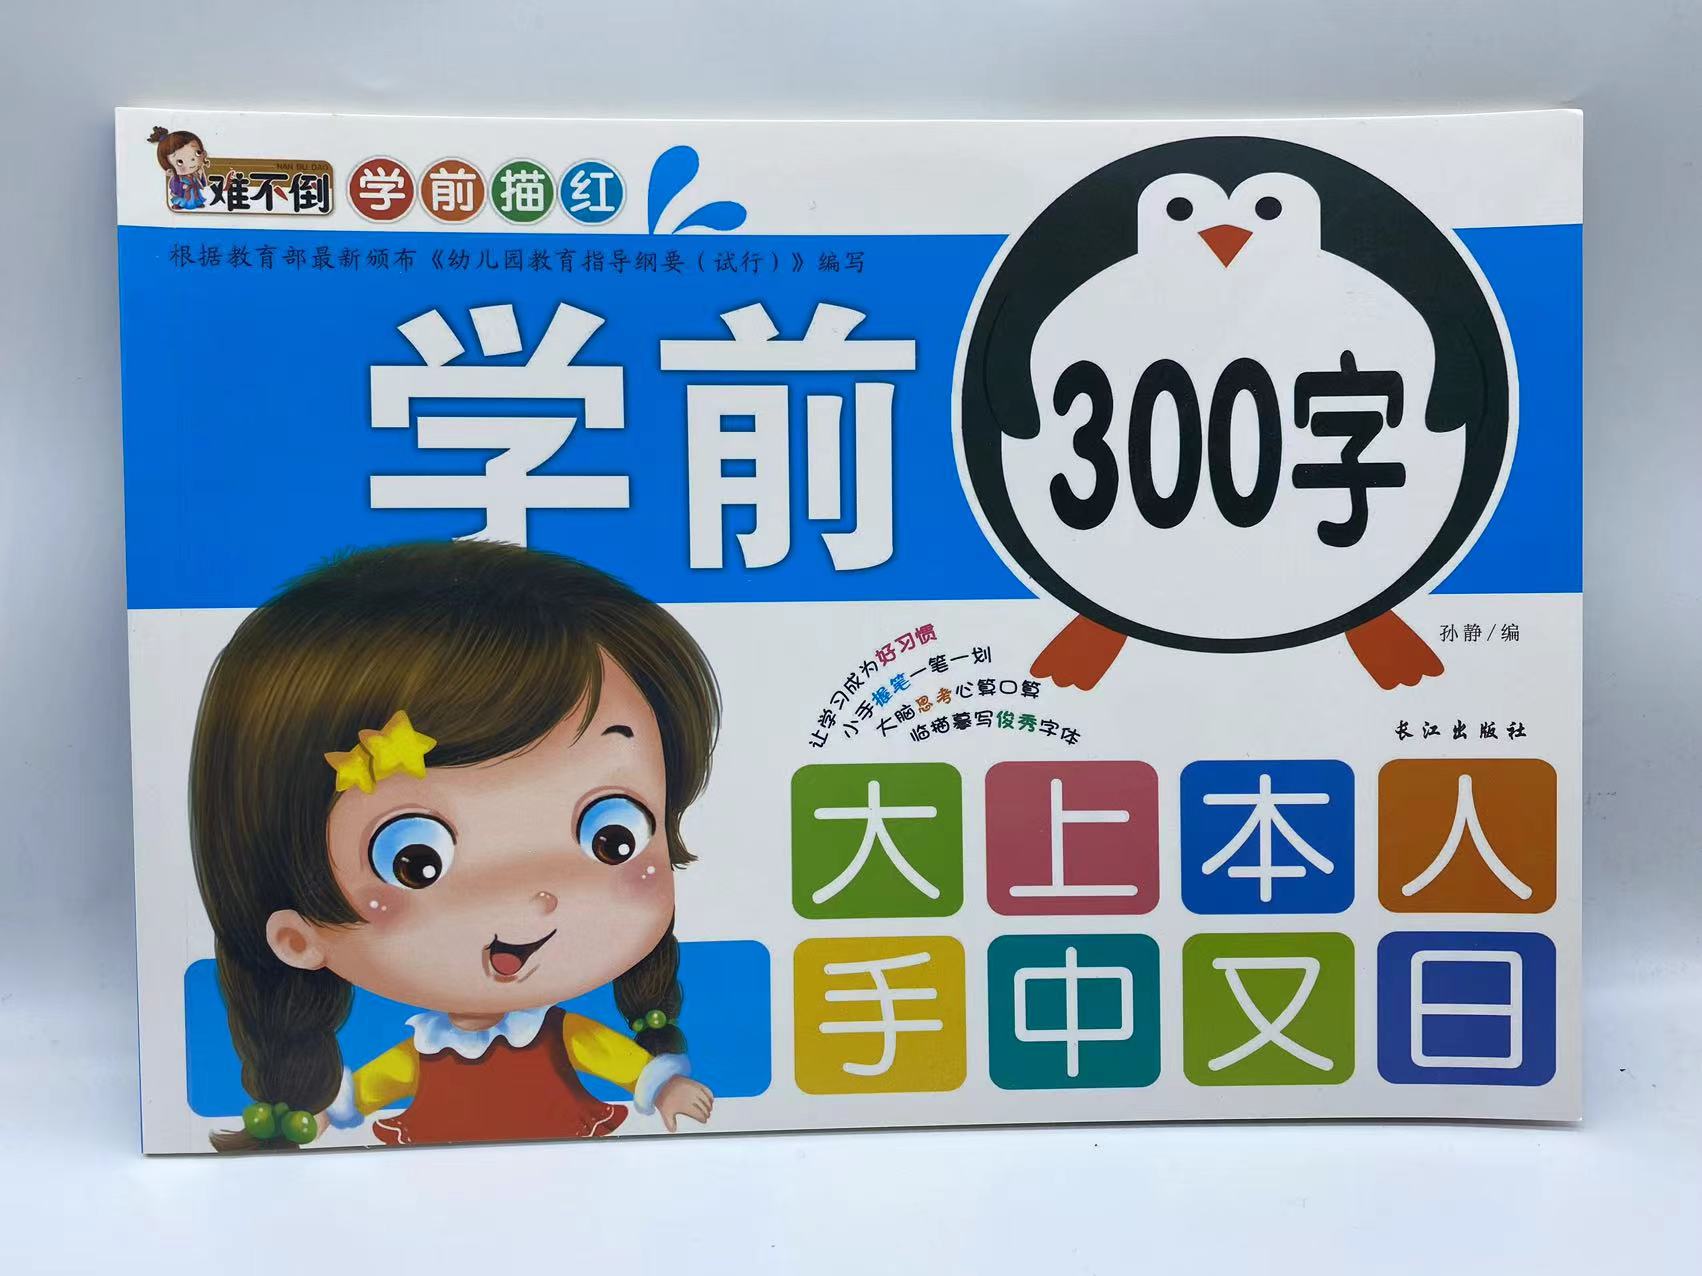 NAN BU DAO
难不倒 学前描红
根据教育部最新颁布《幼儿园教育指导纲要（试行）》编写
学前
300字
孙静/编
让学习成为好习惯
小手握笔一笔一划
大脑思考心算口算
临描摹写俊秀字体
长江出版社
大 上 本 人
手 中 又 日